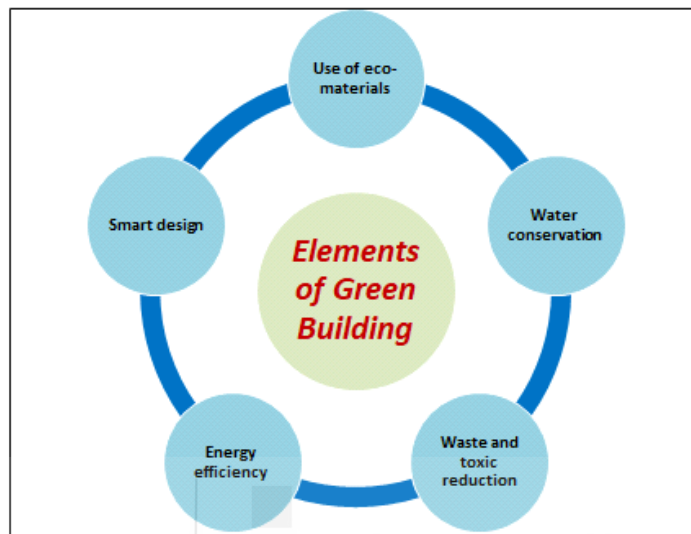 Use of eco-
materials
Water
conservation
Waste and
toxic
reduction
Energy
efficiency
Smart design
Elements
of Green
Building